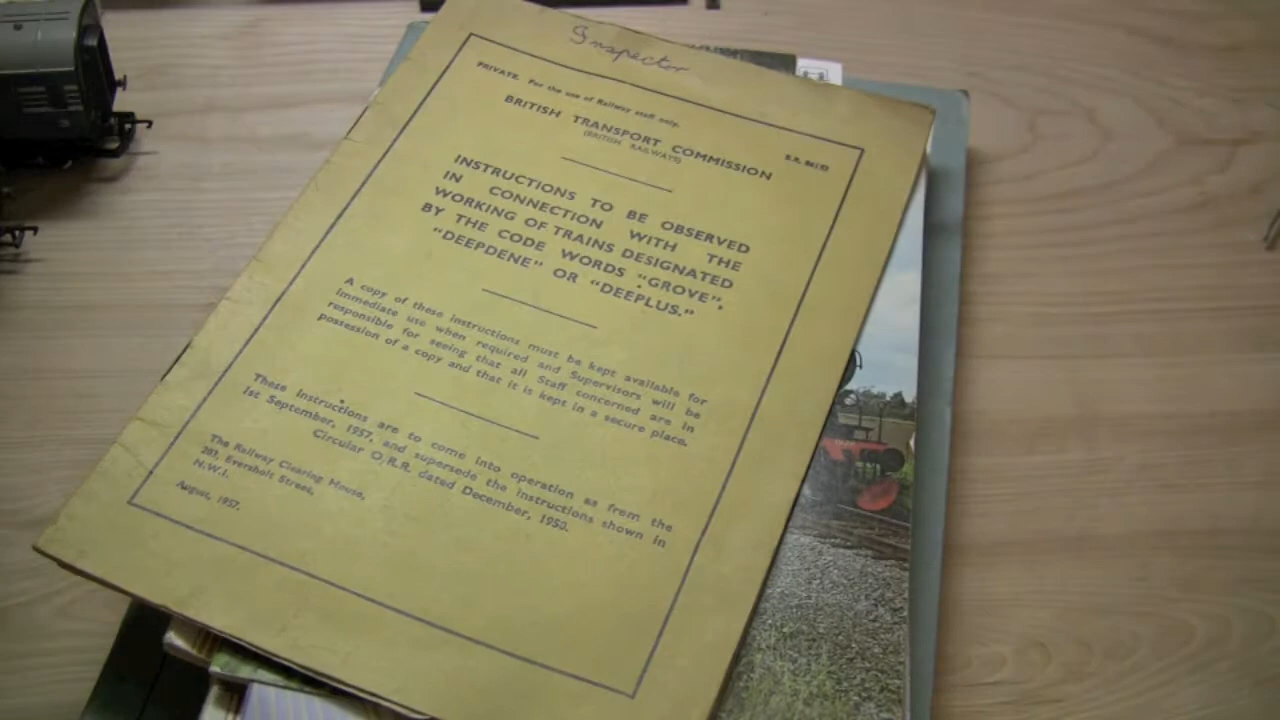 Inspector
PRIVATE. For the use of Railway staff only.
BRITISH TRANSPORT COMMISSION
(BRITISH RAILWAYS)
INSTRUCTIONS TO BE OBSERVED
IN CONNECTION WITH THE
WORKING OF TRAINS DESIGNATED
BY THE CODE WORDS "GROVE",
"DEEPDENE" OR "DEEPLUS."
A copy of these instructions must be kept available for
immediate use when required and Supervisors will be
responsible for seeing that all Staff concerned are in
possession of a copy and that it is kept in a secure place.
These Instructions are to come into operation as from the
1st September, 1957, and supersede the instructions shown in
Circular O.R.R. dated December, 1950.
The Railway Clearing House,
203, Eversholt Street,
N.W.1.
August, 1957.